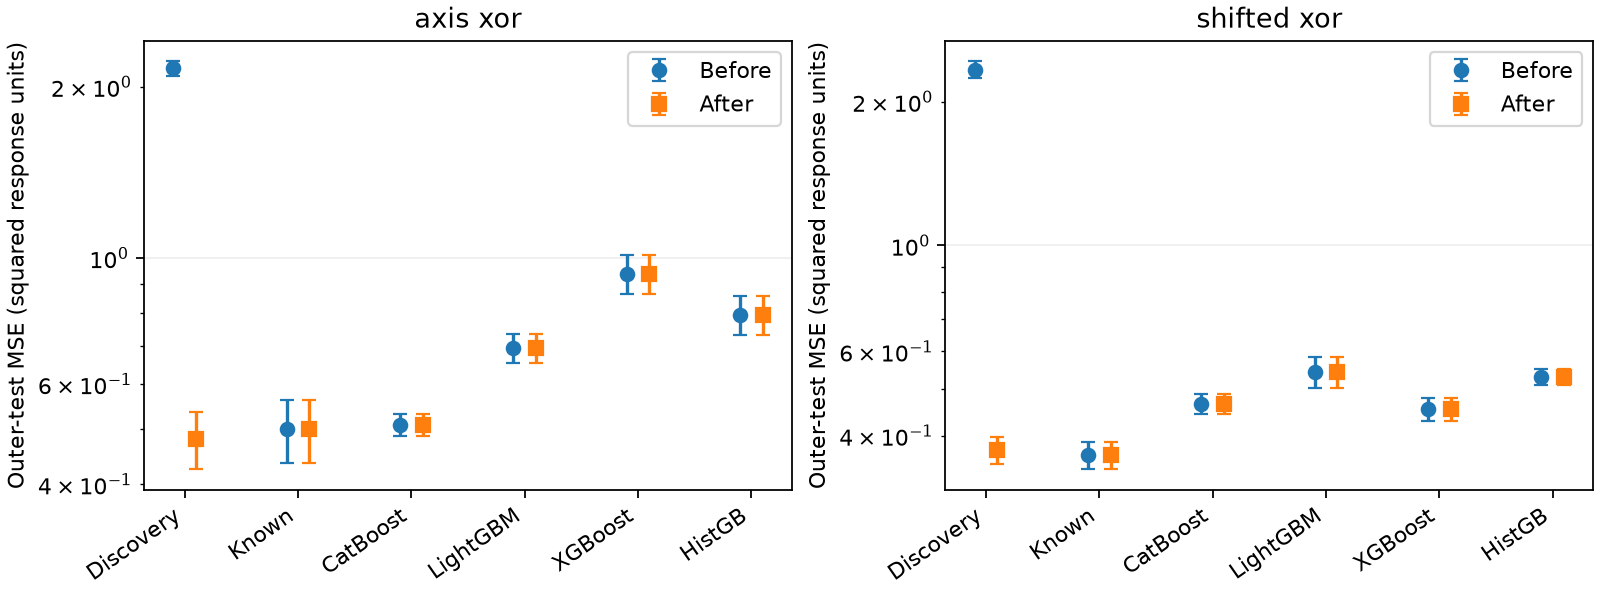 axis xor
Outer-test MSE (squared response units)
2 × 10⁰
10⁰
6 × 10⁻¹
4 × 10⁻¹
Before
After
Discovery
Known
CatBoost
LightGBM
XGBoost
HistGB
shifted xor
Outer-test MSE (squared response units)
2 × 10⁰
10⁰
6 × 10⁻¹
4 × 10⁻¹
Before
After
Discovery
Known
CatBoost
LightGBM
XGBoost
HistGB